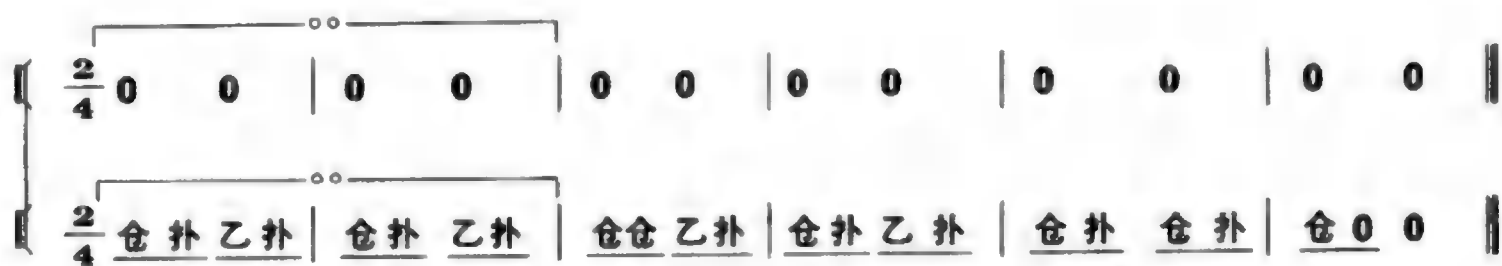 2/4 0 0 | 0 0 | 0 0 | 0 0 | 0 0 | 0 0 ‖
2/4 仓扑 乙扑 | 仓扑 乙扑 | 仓仓 乙扑 | 仓扑 乙扑 | 仓扑 仓扑 | 仓0 0 ‖